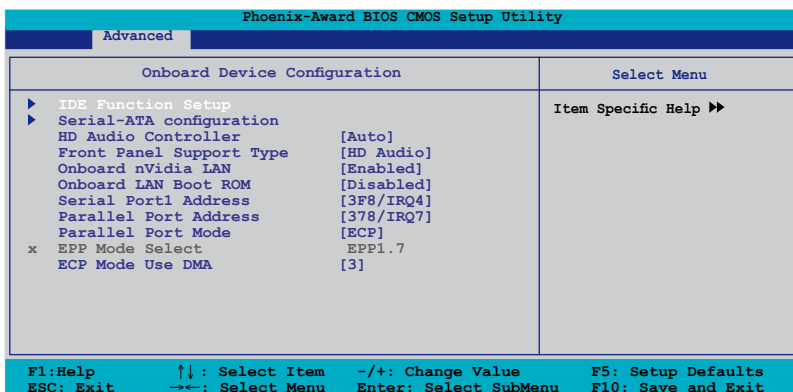 Phoenix-Award BIOS CMOS Setup Utility
Advanced
Onboard Device Configuration
Select Menu
IDE Function Setup
Item Specific Help
Serial-ATA configuration
HD Audio Controller [Auto]
Front Panel Support Type [HD Audio]
Onboard nVidia LAN [Enabled]
Onboard LAN Boot ROM [Disabled]
Serial Port1 Address [3F8/IRQ4]
Parallel Port Address [378/IRQ7]
Parallel Port Mode [ECP]
x EPP Mode Select EPP1.7
ECP Mode Use DMA [3]
F1:Help ↑↓: Select Item -/+: Change Value F5: Setup Defaults
ESC: Exit →←: Select Menu Enter: Select SubMenu F10: Save and Exit